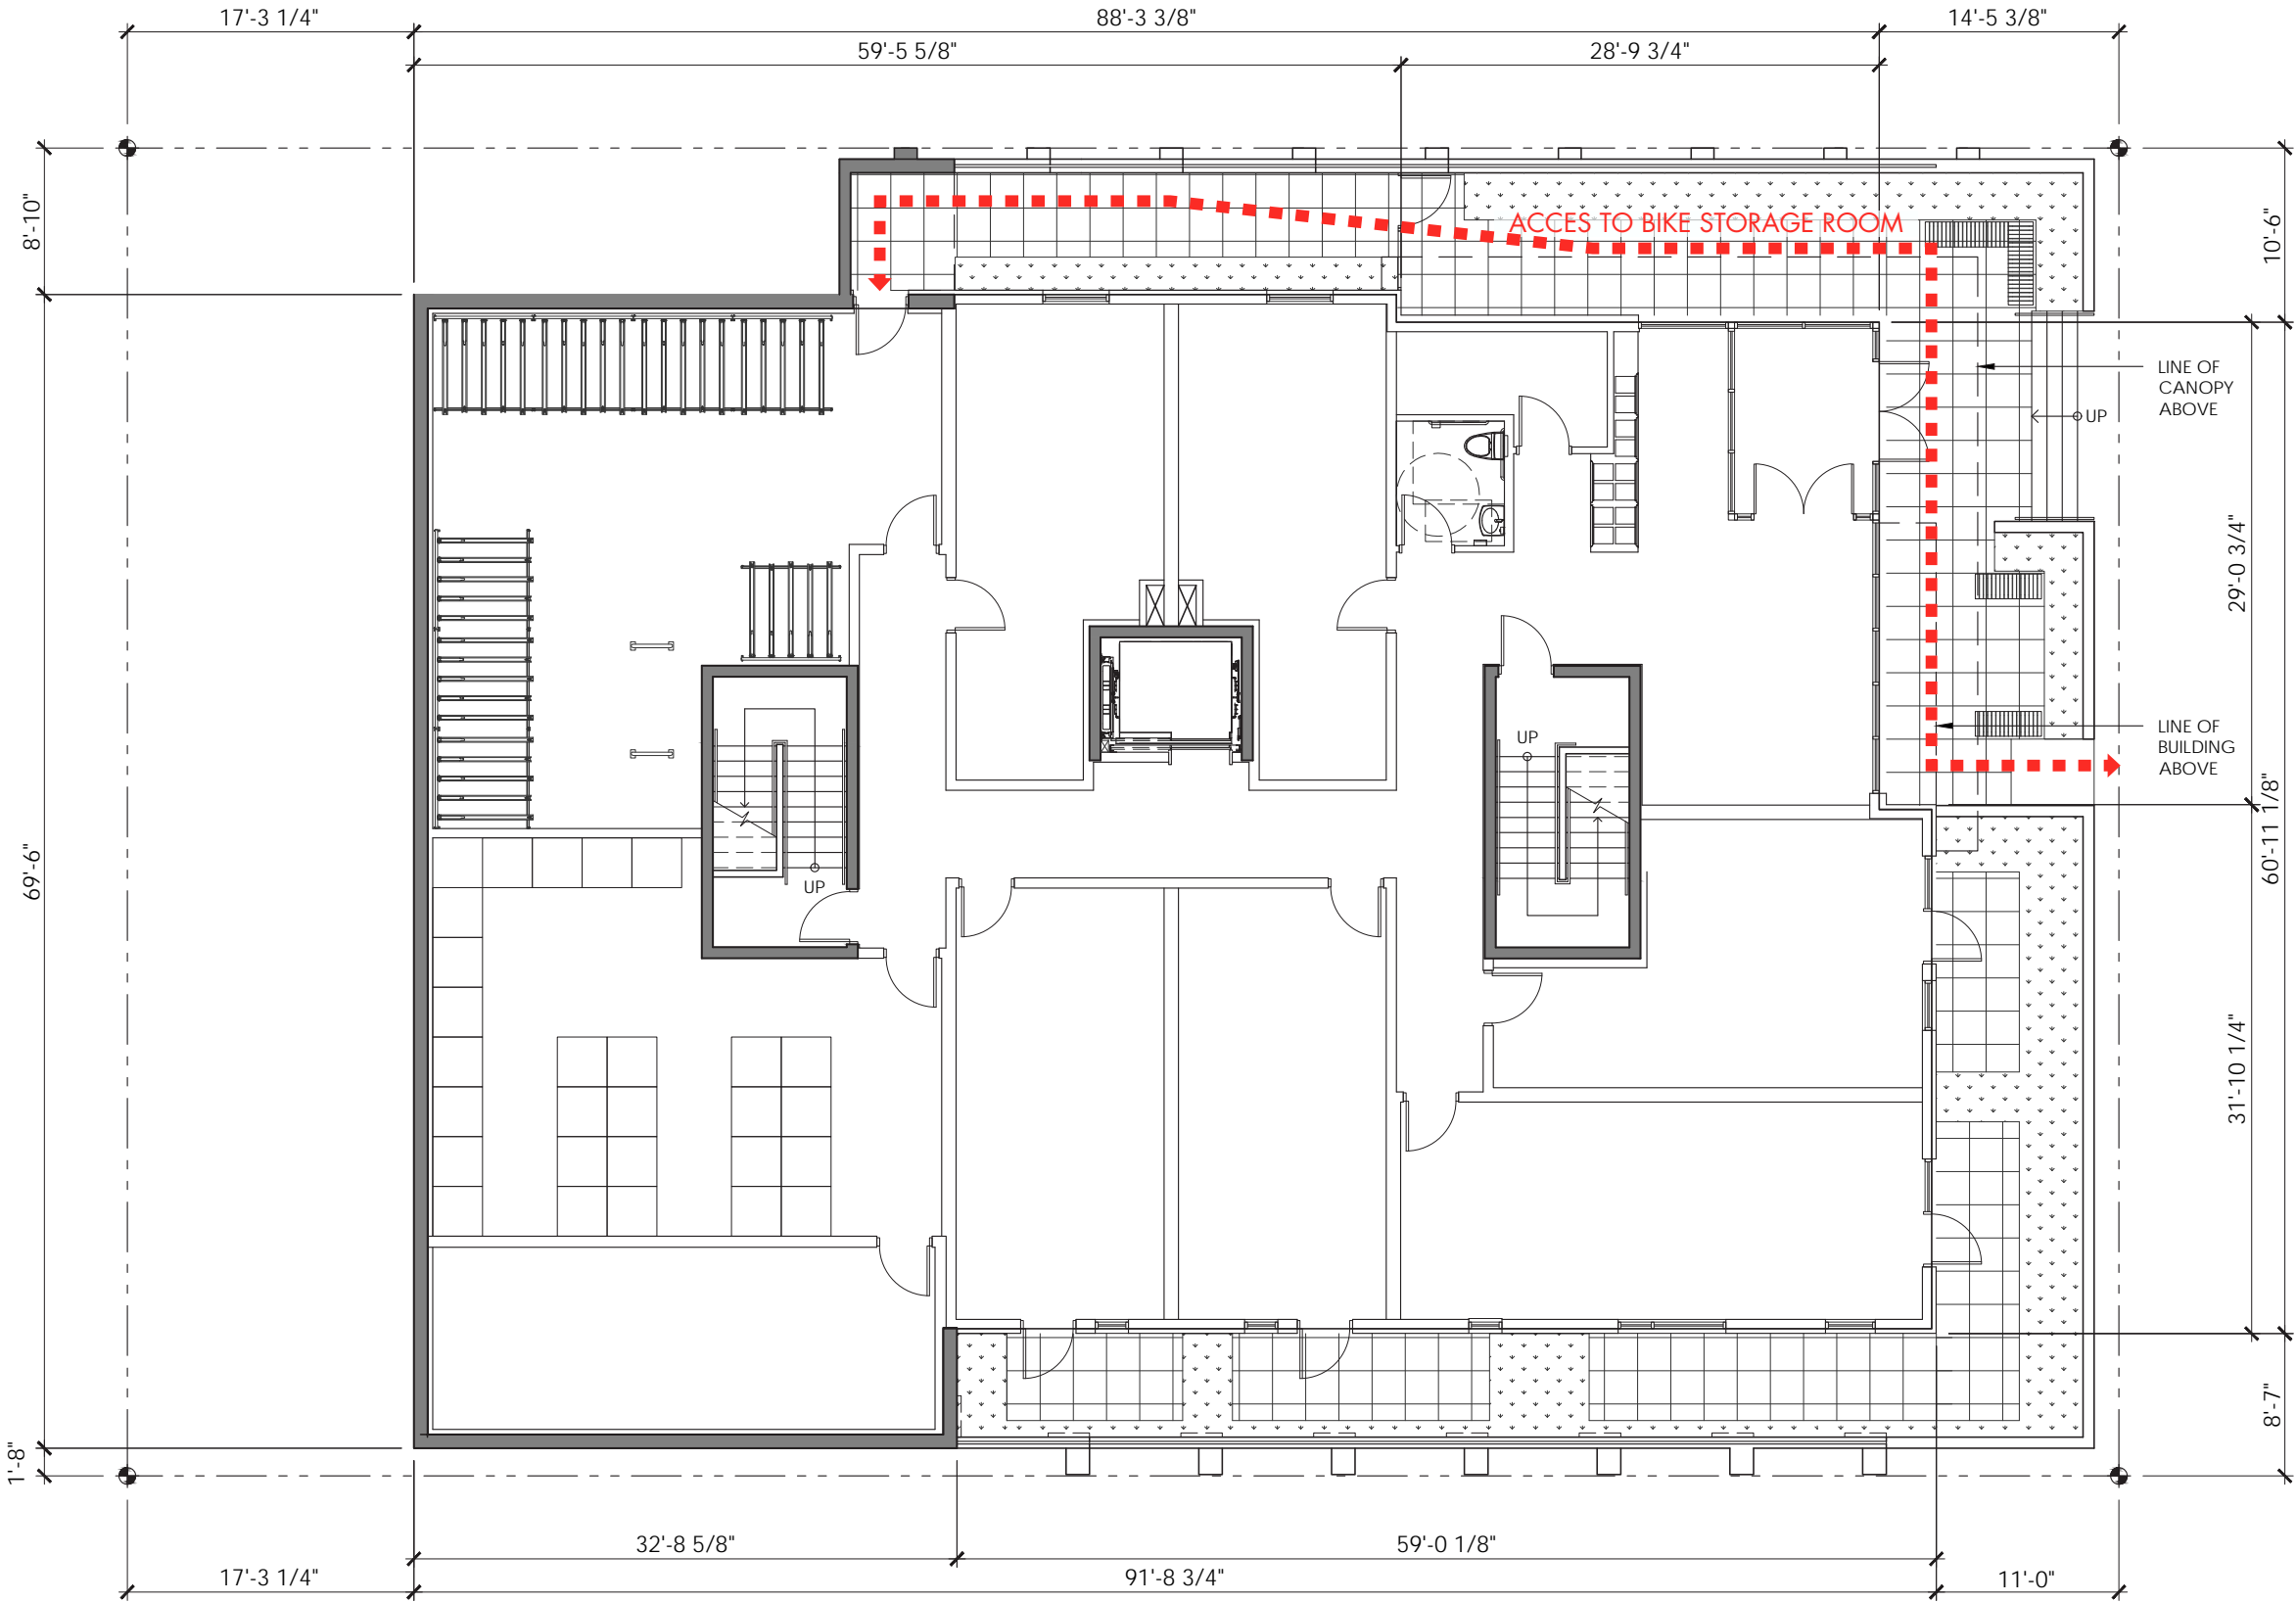 17'-3 1/4"
88'-3 3/8"
14'-5 3/8"
59'-5 5/8"
28'-9 3/4"
8'-10"
10'-6"
ACCES TO BIKE STORAGE ROOM
LINE OF
CANOPY
ABOVE
UP
29'-0 3/4"
LINE OF
BUILDING
ABOVE
UP
UP
69'-6"
60'-11 1/8"
31'-10 1/4"
8'-7"
1'-8"
32'-8 5/8"
59'-0 1/8"
17'-3 1/4"
91'-8 3/4"
11'-0"